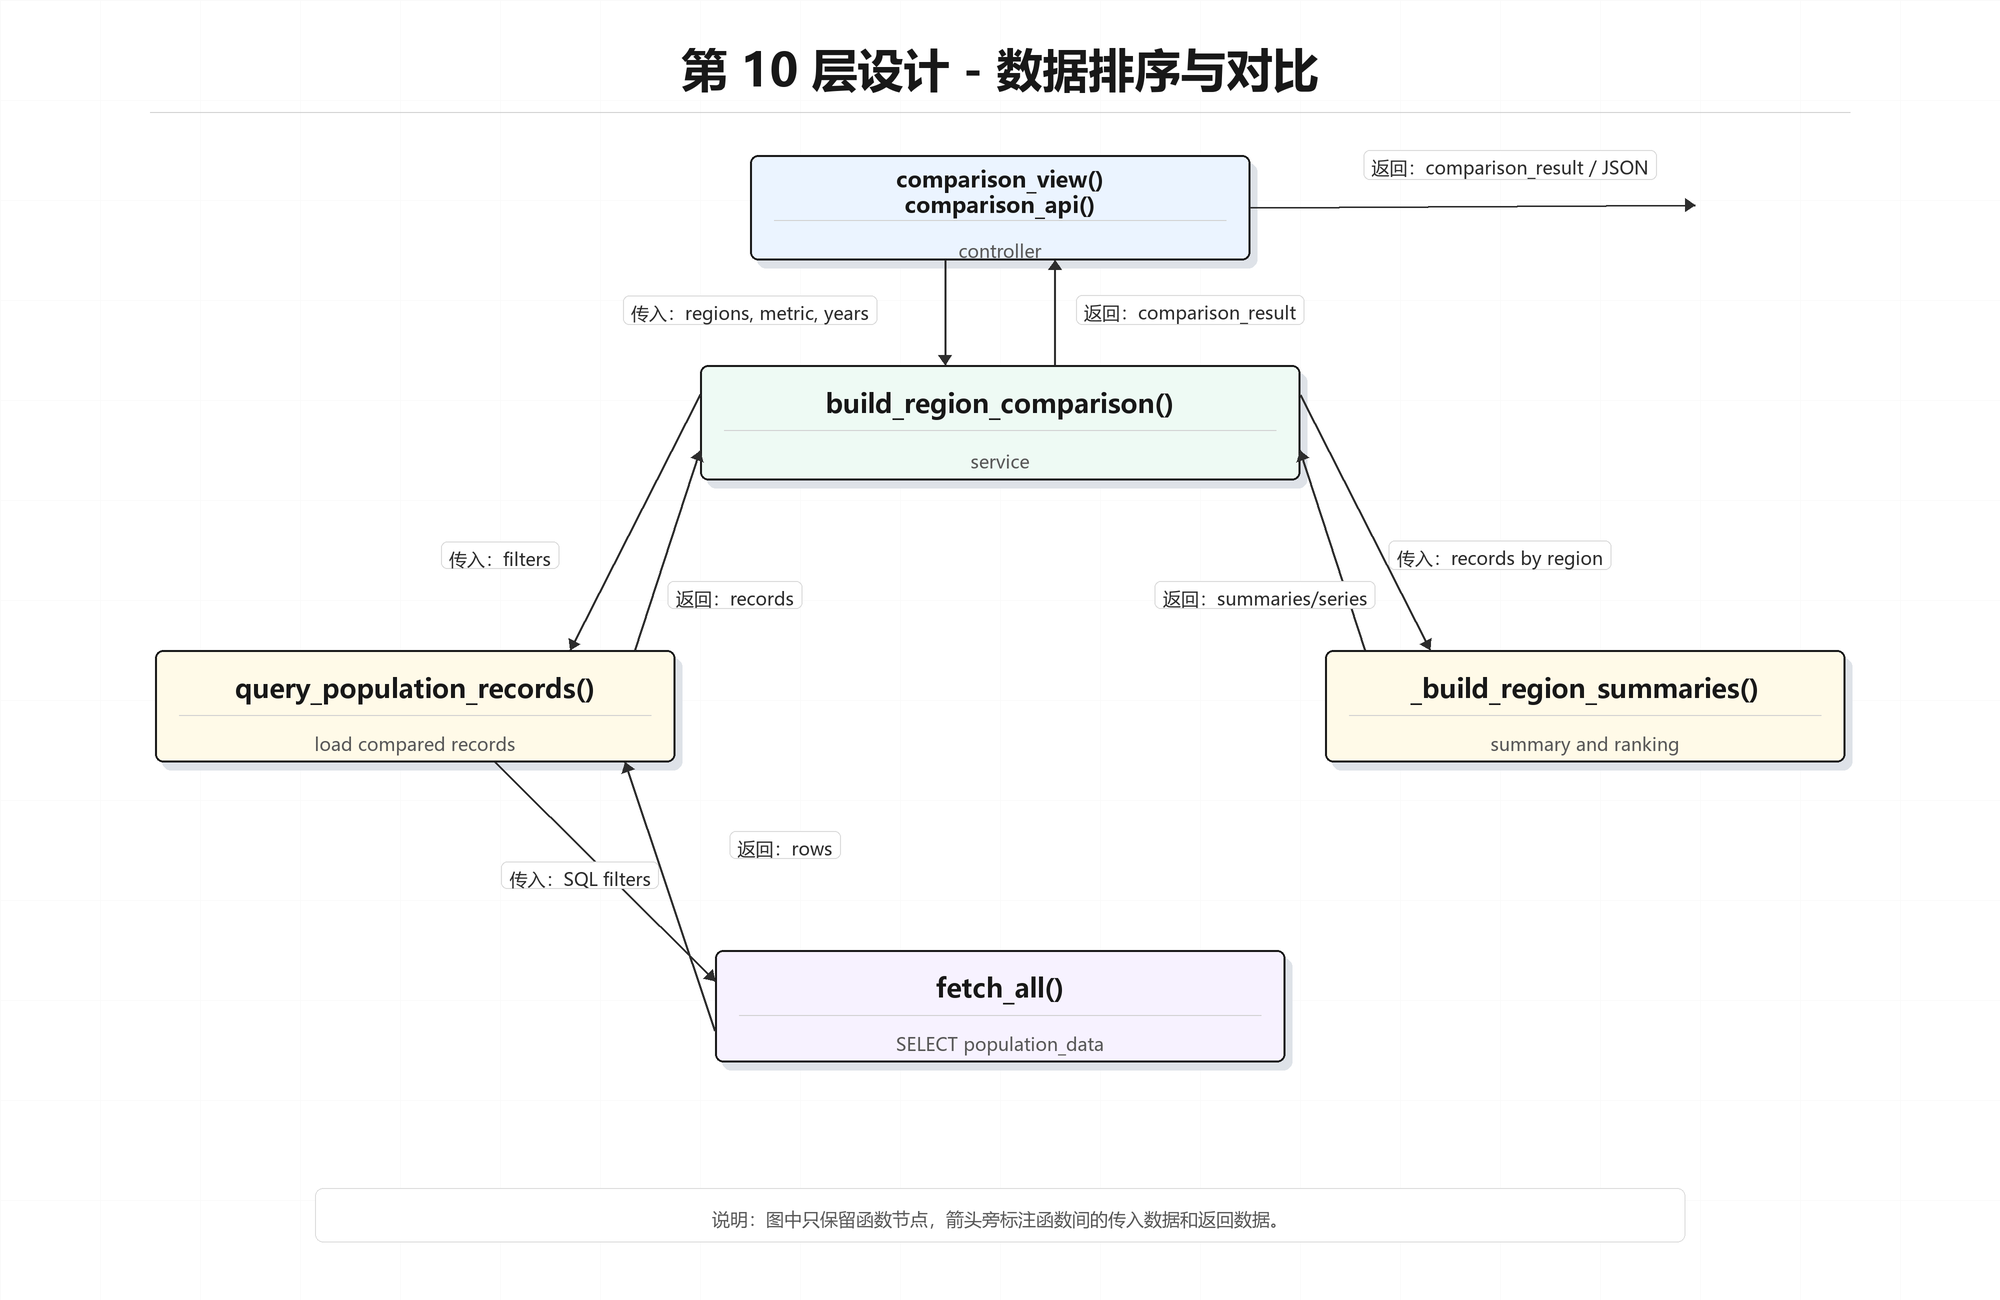 第 10 层设计 - 数据排序与对比
comparison_view()
comparison_api()
controller
返回：comparison_result / JSON
传入：regions, metric, years
返回：comparison_result
build_region_comparison()
service
传入：filters
返回：records
返回：summaries/series
传入：records by region
query_population_records()
load compared records
_build_region_summaries()
summary and ranking
返回：rows
传入：SQL filters
fetch_all()
SELECT population_data
说明：图中只保留函数节点，箭头旁标注函数间的传入数据和返回数据。